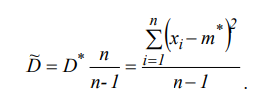 D̃ = D* n / (n-1) = ∑_{i=1}^{n} (x_i − m*)² / (n−1) .